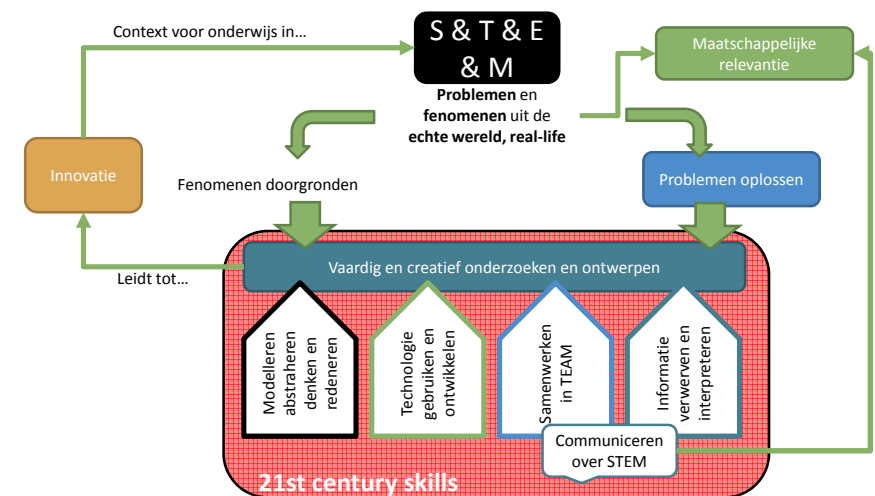 Context voor onderwijs in…
S & T & E
& M
Maatschappelijke
relevantie
Problemen en
fenomenen uit de
echte wereld, real-life
Innovatie
Fenomenen doorgronden
Problemen oplossen
Leidt tot…
Vaardig en creatief onderzoeken en ontwerpen
Modelleren
abstraheren
denken en
redeneren
Technologie
gebruiken en
ontwikkelen
Samenwerken
in TEAM
Informatie
verwerven en
interpreteren
Communiceren
over STEM
21st century skills